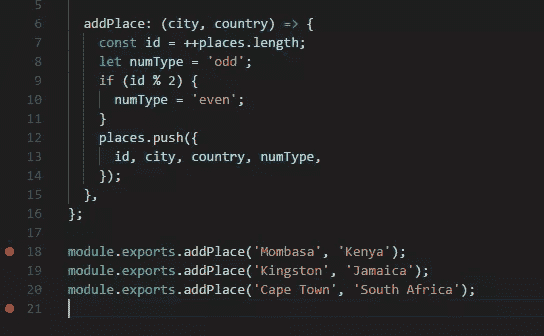 5
6 addPlace: (city, country) => {
7 const id = ++places.length;
8 let numType = 'odd';
9 if (id % 2) {
10 numType = 'even';
11 }
12 places.push({
13 id, city, country, numType,
14 });
15 },
16 };
17
18 module.exports.addPlace('Mombasa', 'Kenya');
19 module.exports.addPlace('Kingston', 'Jamaica');
20 module.exports.addPlace('Cape Town', 'South Africa');
21